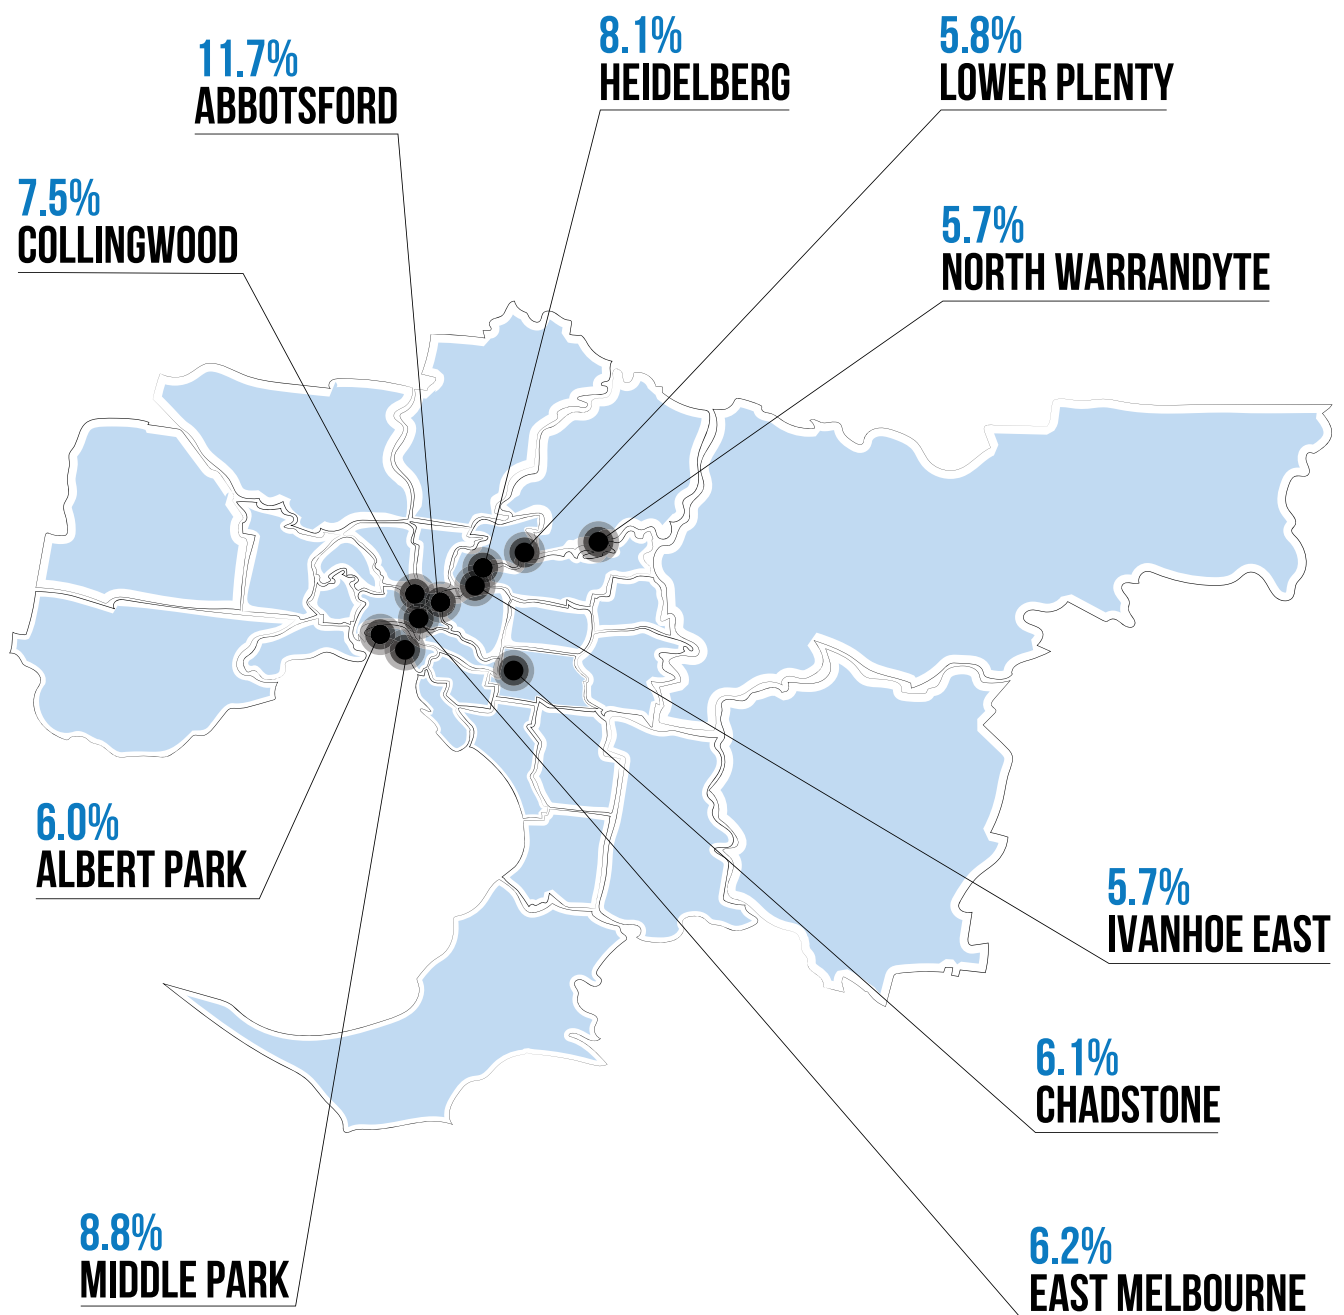 8.1%
HEIDELBERG
5.8%
LOWER PLENTY
11.7%
ABBOTSFORD
7.5%
COLLINGWOOD
5.7%
NORTH WARRANDYTE
6.0%
ALBERT PARK
5.7%
IVANHOE EAST
6.1%
CHADSTONE
8.8%
MIDDLE PARK
6.2%
EAST MELBOURNE